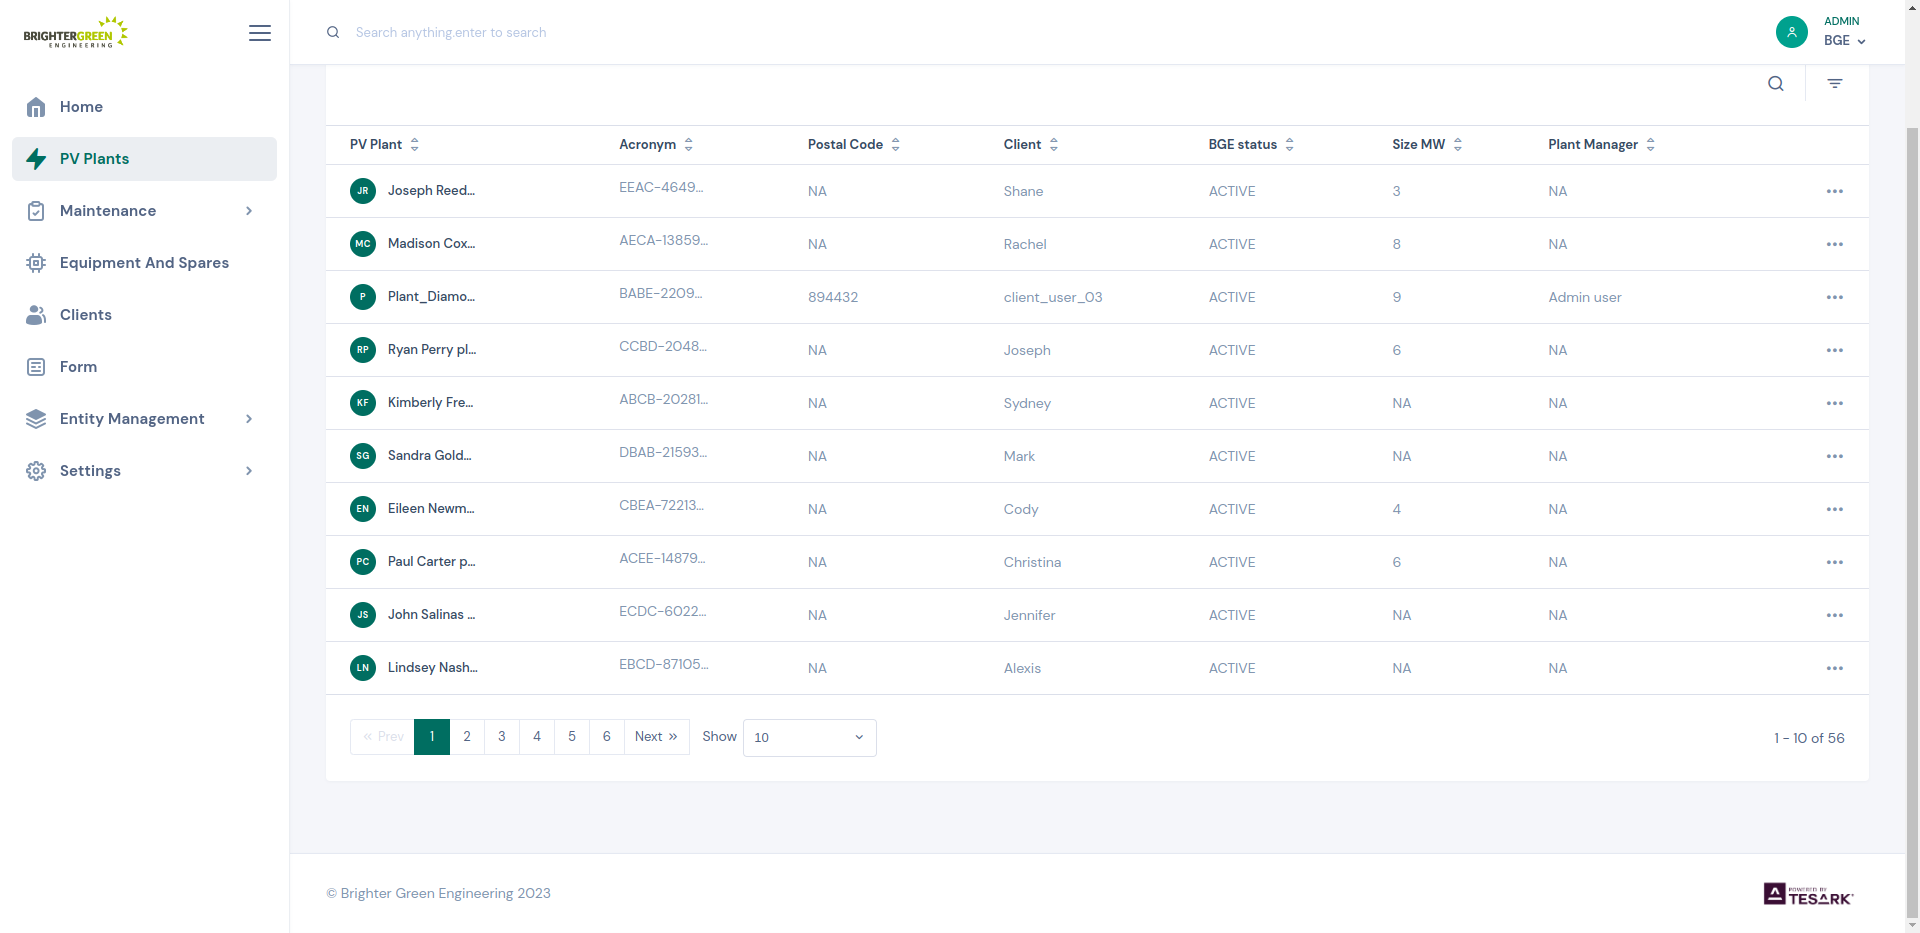 BRIGHTERGREEN
ENGINEERING
Search anything.enter to search
ADMIN
BGE
Home
PV Plants
Maintenance
Equipment And Spares
Clients
Form
Entity Management
Settings
PV Plant Acronym Postal Code Client BGE status Size MW Plant Manager
JR Joseph Reed... EEAC-4649... NA Shane ACTIVE 3 NA
MC Madison Cox... AECA-13859... NA Rachel ACTIVE 8 NA
P Plant_Diamo... BABE-2209... 894432 client_user_03 ACTIVE 9 Admin user
RP Ryan Perry pl... CCBD-2048... NA Joseph ACTIVE 6 NA
KF Kimberly Fre... ABCB-20281... NA Sydney ACTIVE NA NA
SG Sandra Gold... DBAB-21593... NA Mark ACTIVE NA NA
EN Eileen Newm... CBEA-72213... NA Cody ACTIVE 4 NA
PC Paul Carter p... ACEE-14879... NA Christina ACTIVE 6 NA
JS John Salinas ... ECDC-6022... NA Jennifer ACTIVE NA NA
LN Lindsey Nash... EBCD-87105... NA Alexis ACTIVE NA NA
« Prev 1 2 3 4 5 6 Next » Show 10 1 - 10 of 56
© Brighter Green Engineering 2023
POWERED BY
TESARK